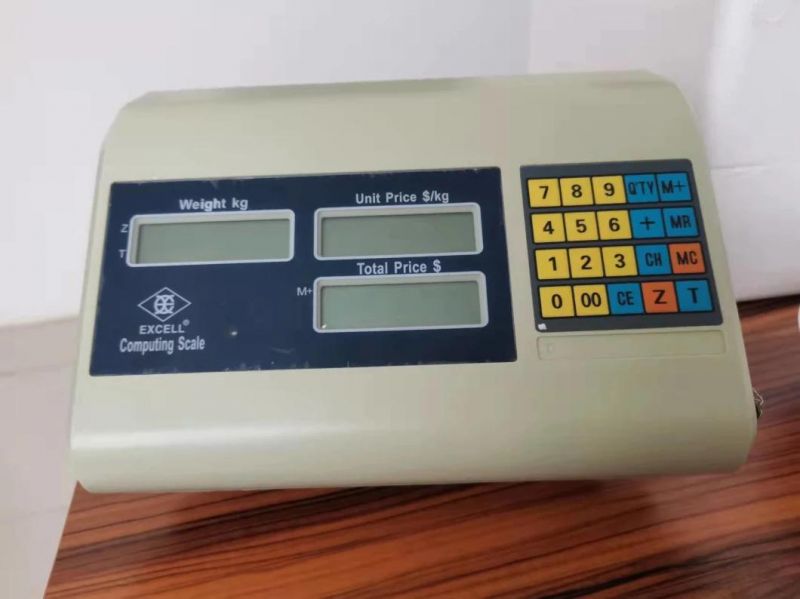 Weight kg
Unit Price $/kg
Z
T
Total Price $
M+
EXCELL®
Computing Scale
7 8 9 Q'TY M+
4 5 6 + MR
1 2 3 CH MC
0 00 CE Z T